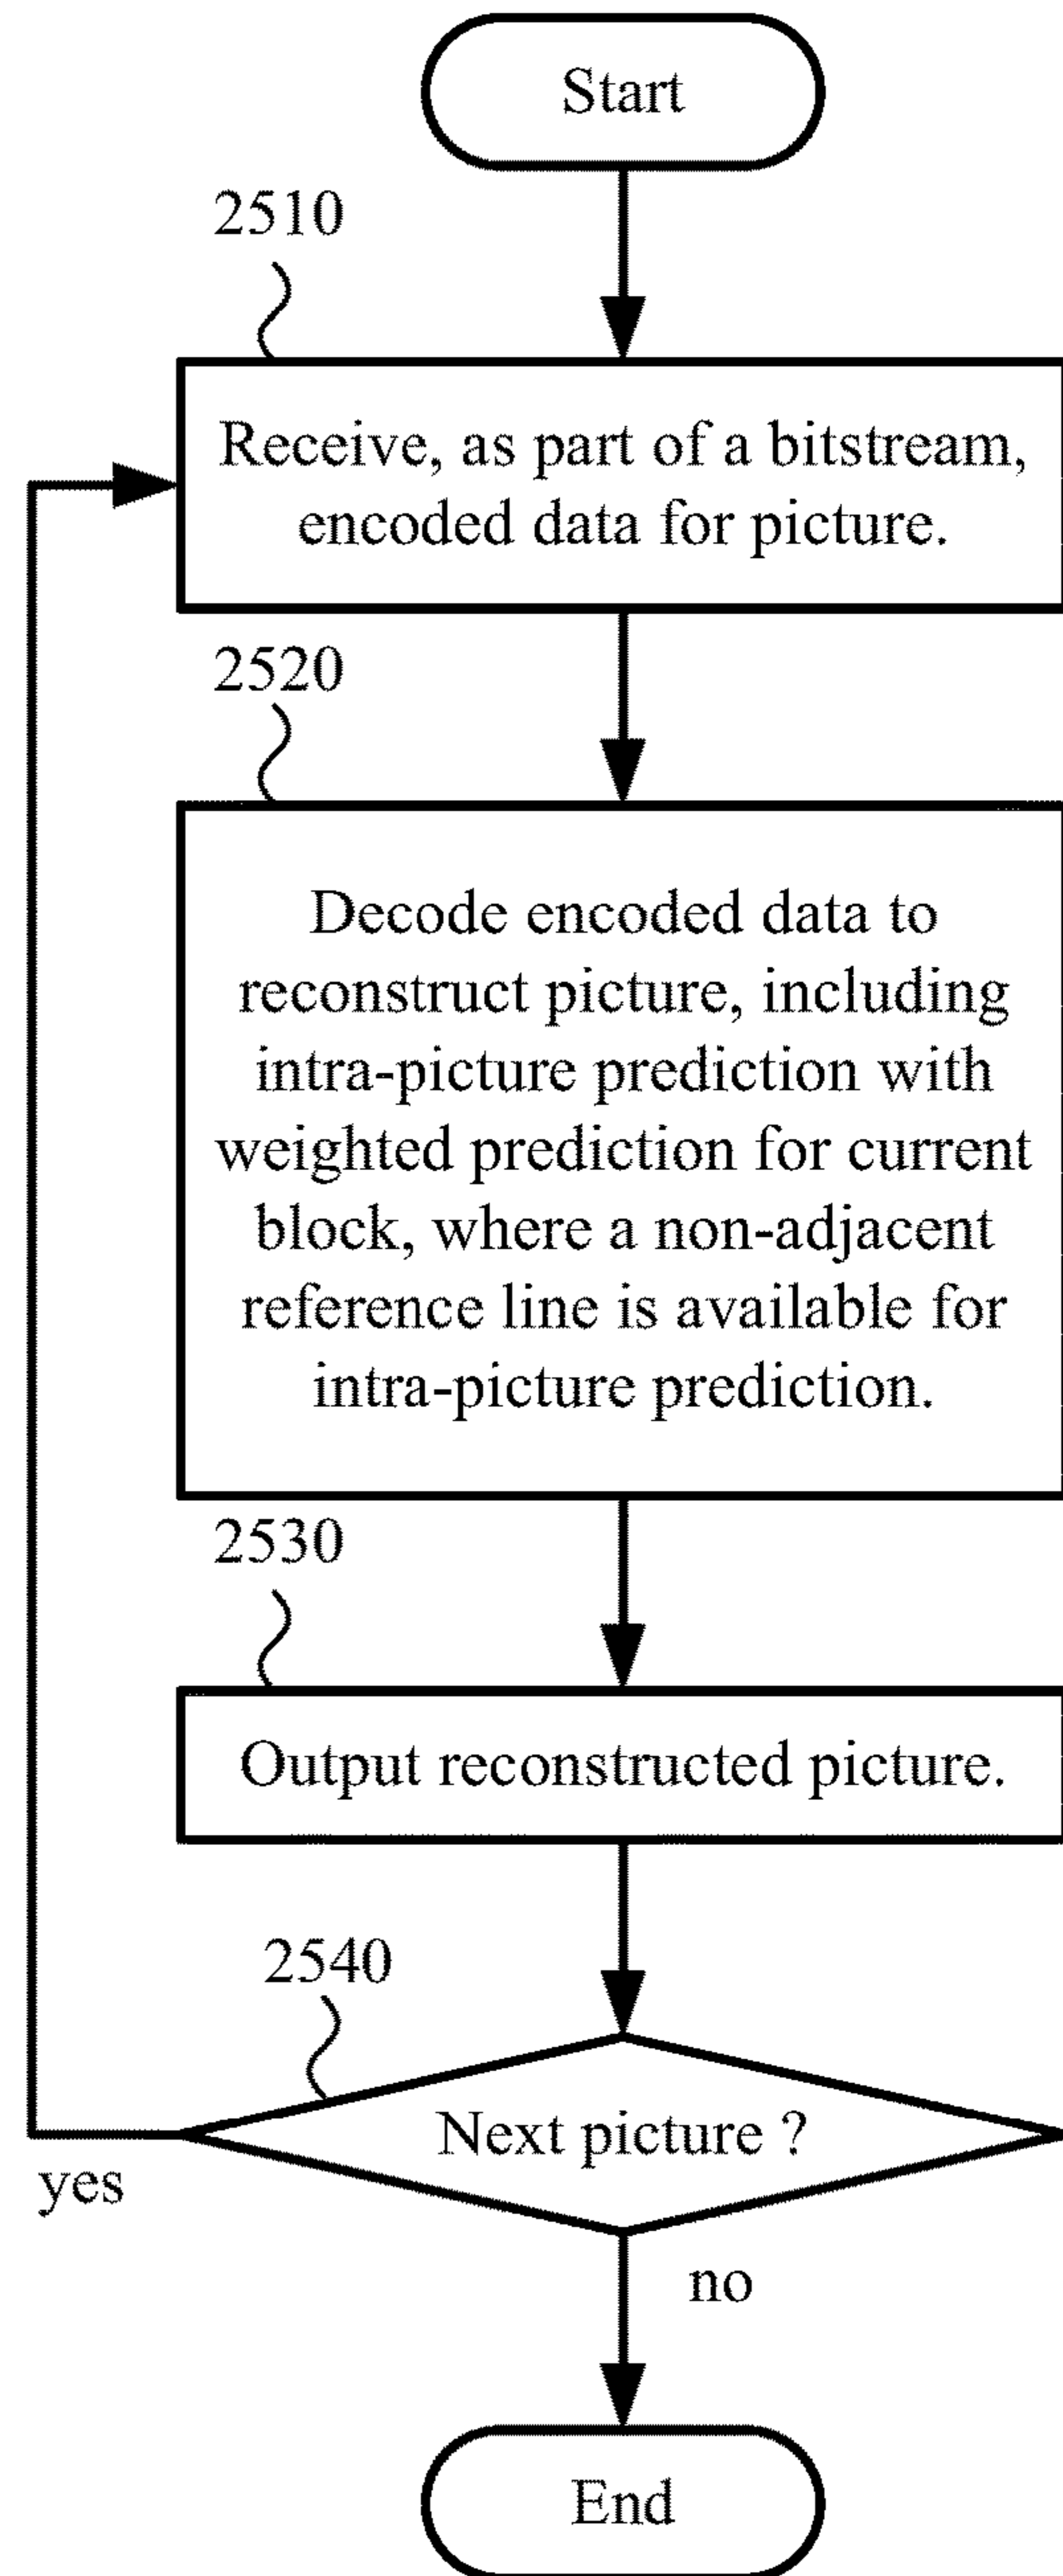 Start
2510
Receive, as part of a bitstream,
encoded data for picture.
2520
Decode encoded data to
reconstruct picture, including
intra-picture prediction with
weighted prediction for current
block, where a non-adjacent
reference line is available for
intra-picture prediction.
2530
Output reconstructed picture.
2540
Next picture ?
yes
no
End